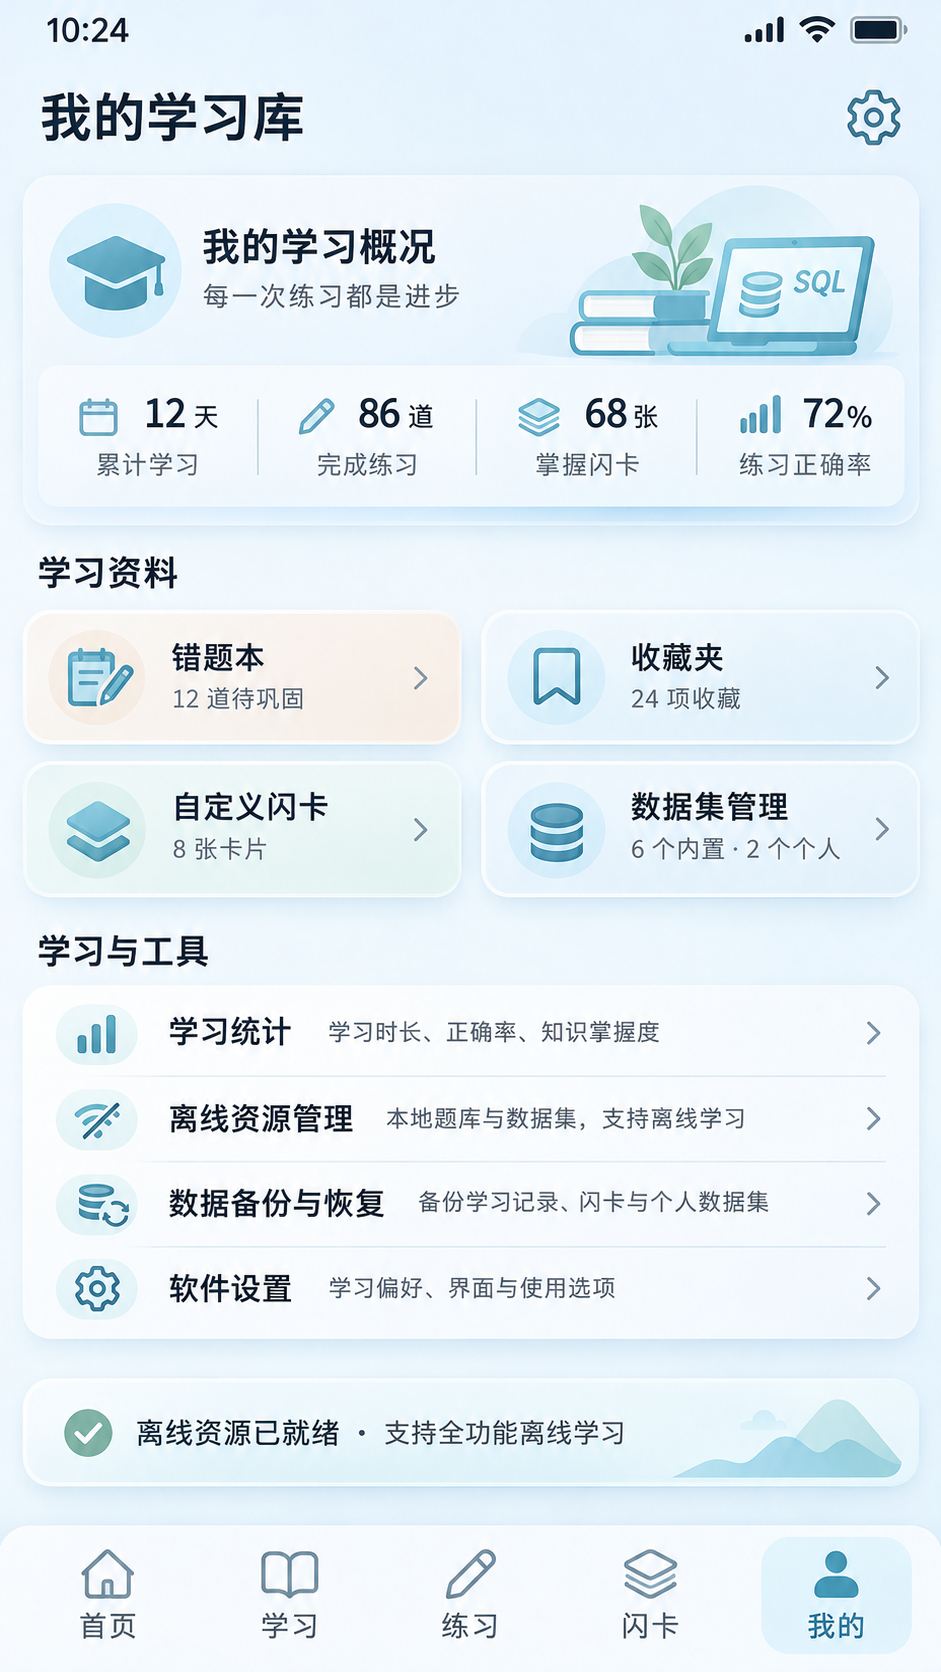 10:24
我的学习库
我的学习概况
每一次练习都是进步
SQL
12 天
累计学习
86 道
完成练习
68 张
掌握闪卡
72%
练习正确率
学习资料
错题本
12 道待巩固
收藏夹
24 项收藏
自定义闪卡
8 张卡片
数据集管理
6 个内置 · 2 个个人
学习与工具
学习统计 学习时长、正确率、知识掌握度
离线资源管理 本地题库与数据集，支持离线学习
数据备份与恢复 备份学习记录、闪卡与个人数据集
软件设置 学习偏好、界面与使用选项
离线资源已就绪 · 支持全功能离线学习
首页
学习
练习
闪卡
我的